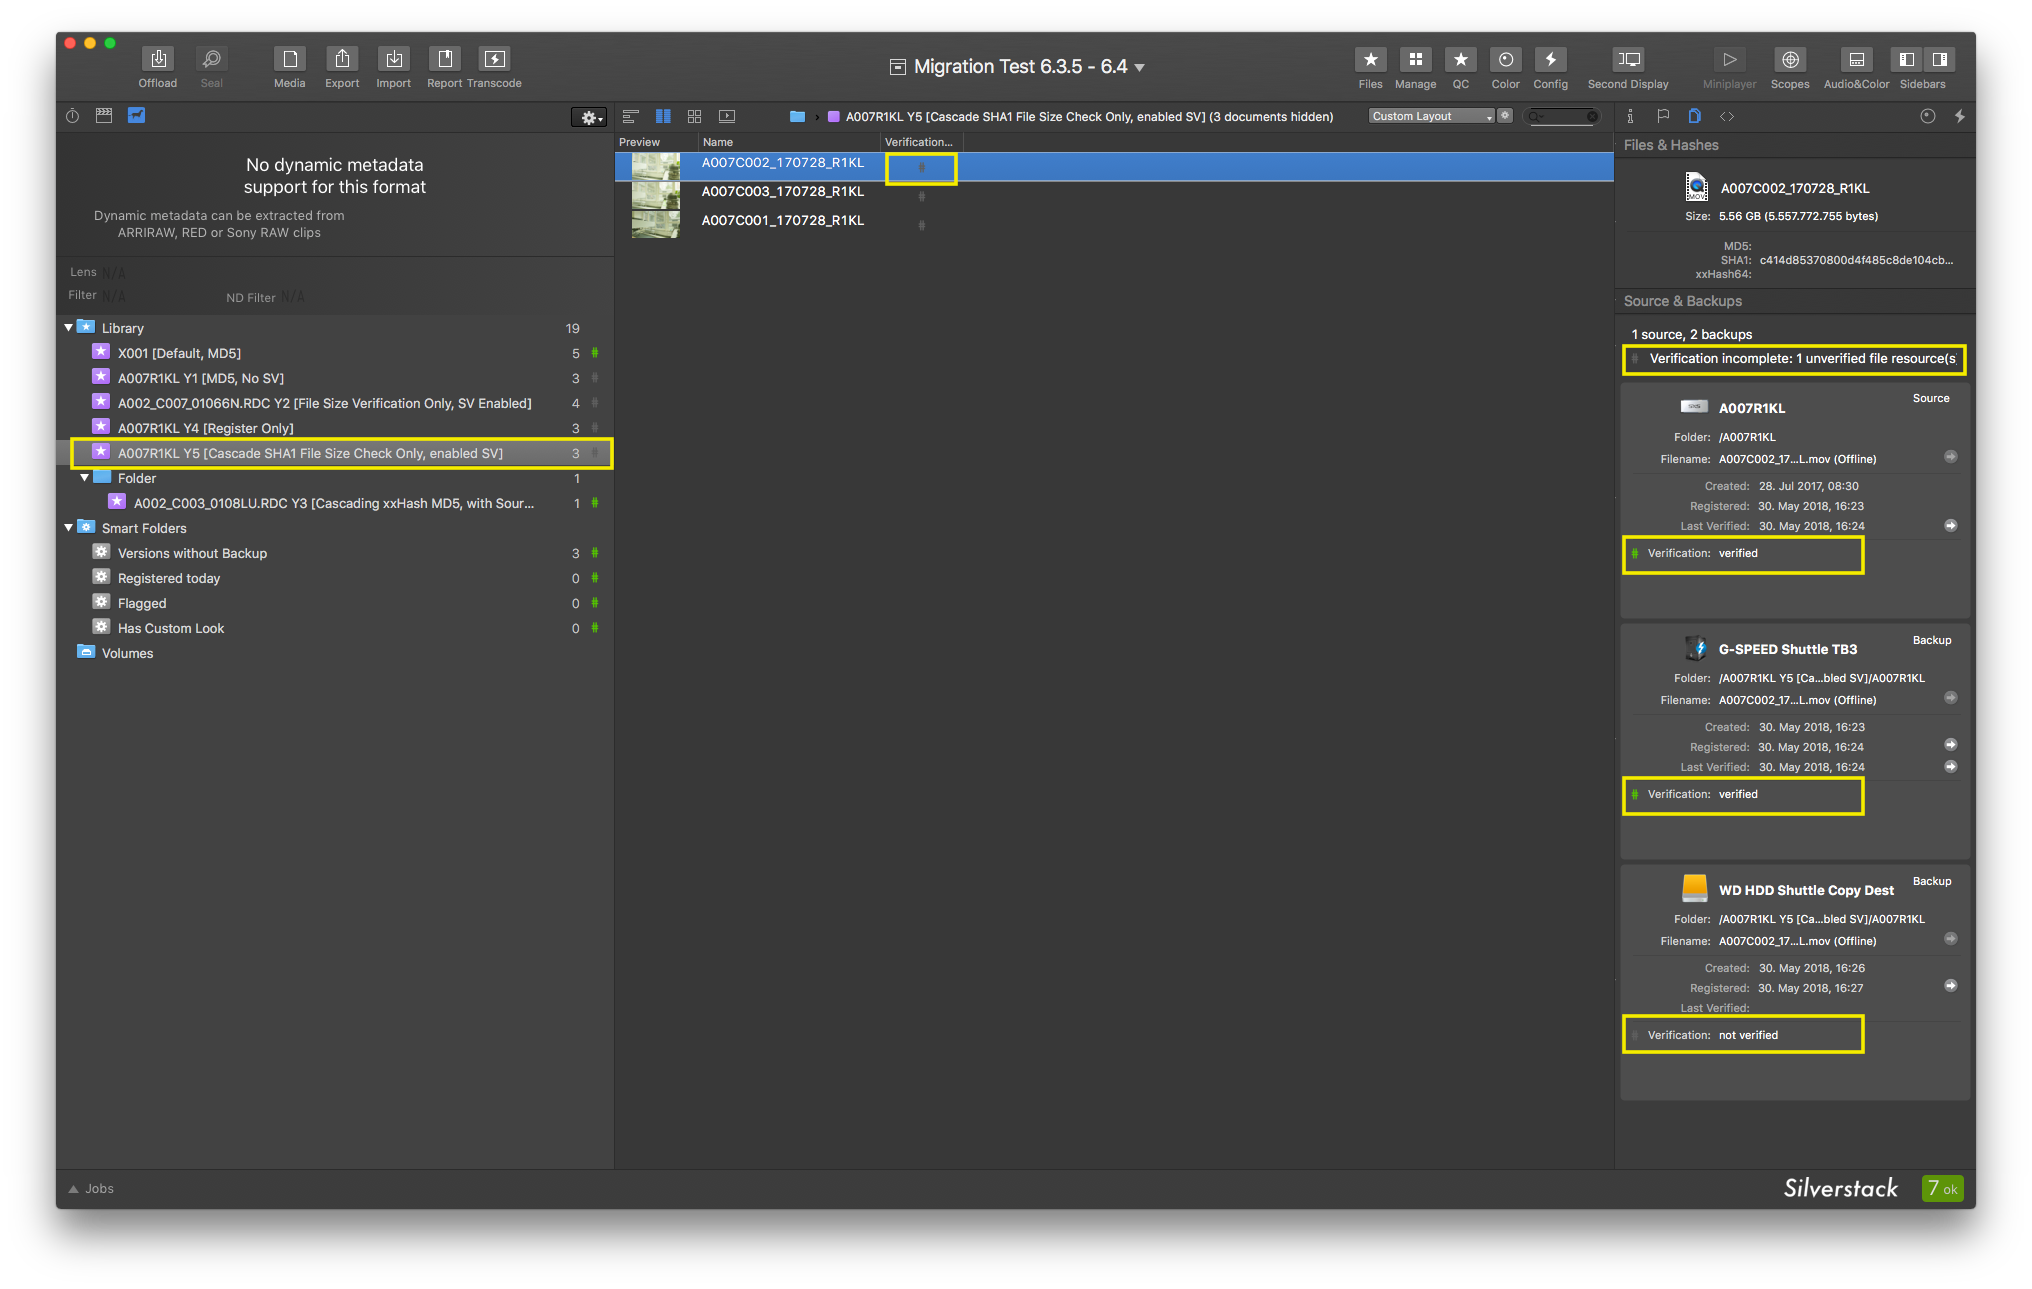 Migration Test 6.3.5 - 6.4
Offload
Seal
Media
Export
Import
Report
Transcode
Files
Manage
QC
Color
Config
Second Display
Miniplayer
Scopes
Audio&Color
Sidebars
A007R1KL Y5 [Cascade SHA1 File Size Check Only, enabled SV] (3 documents hidden)
Custom Layout
No dynamic metadata
support for this format
Dynamic metadata can be extracted from
ARRIRAW, RED or Sony RAW clips
Lens N/A
Filter N/A
ND Filter N/A
Library 19
X001 [Default, MD5] 5 #
A007R1KL Y1 [MD5, No SV] 3 #
A002_C007_01066N.RDC Y2 [File Size Verification Only, SV Enabled] 4 #
A007R1KL Y4 [Register Only] 3 #
A007R1KL Y5 [Cascade SHA1 File Size Check Only, enabled SV] 3 #
Folder 1
A002_C003_0108LU.RDC Y3 [Cascading xxHash MD5, with Sour... 1 #
Smart Folders
Versions without Backup 3 #
Registered today 0 #
Flagged 0 #
Has Custom Look 0 #
Volumes
Preview Name Verification...
A007C002_170728_R1KL #
A007C003_170728_R1KL #
A007C001_170728_R1KL #
Files & Hashes
MOV
A007C002_170728_R1KL
Size: 5.56 GB (5.557.772.755 bytes)
MD5:
SHA1: c414d85370800d4f485c8de104cb...
xxHash64:
Source & Backups
1 source, 2 backups
# Verification incomplete: 1 unverified file resource(s
Source
A007R1KL
Folder: /A007R1KL
Filename: A007C002_17...L.mov (Offline)
Created: 28. Jul 2017, 08:30
Registered: 30. May 2018, 16:23
Last Verified: 30. May 2018, 16:24
# Verification: verified
Backup
G-SPEED Shuttle TB3
Folder: /A007R1KL Y5 [Ca...bled SV]/A007R1KL
Filename: A007C002_17...L.mov (Offline)
Created: 30. May 2018, 16:23
Registered: 30. May 2018, 16:24
Last Verified: 30. May 2018, 16:24
# Verification: verified
Backup
WD HDD Shuttle Copy Dest
Folder: /A007R1KL Y5 [Ca...bled SV]/A007R1KL
Filename: A007C002_17...L.mov (Offline)
Created: 30. May 2018, 16:26
Registered: 30. May 2018, 16:27
Last Verified:
# Verification: not verified
Jobs
Silverstack
7 ok